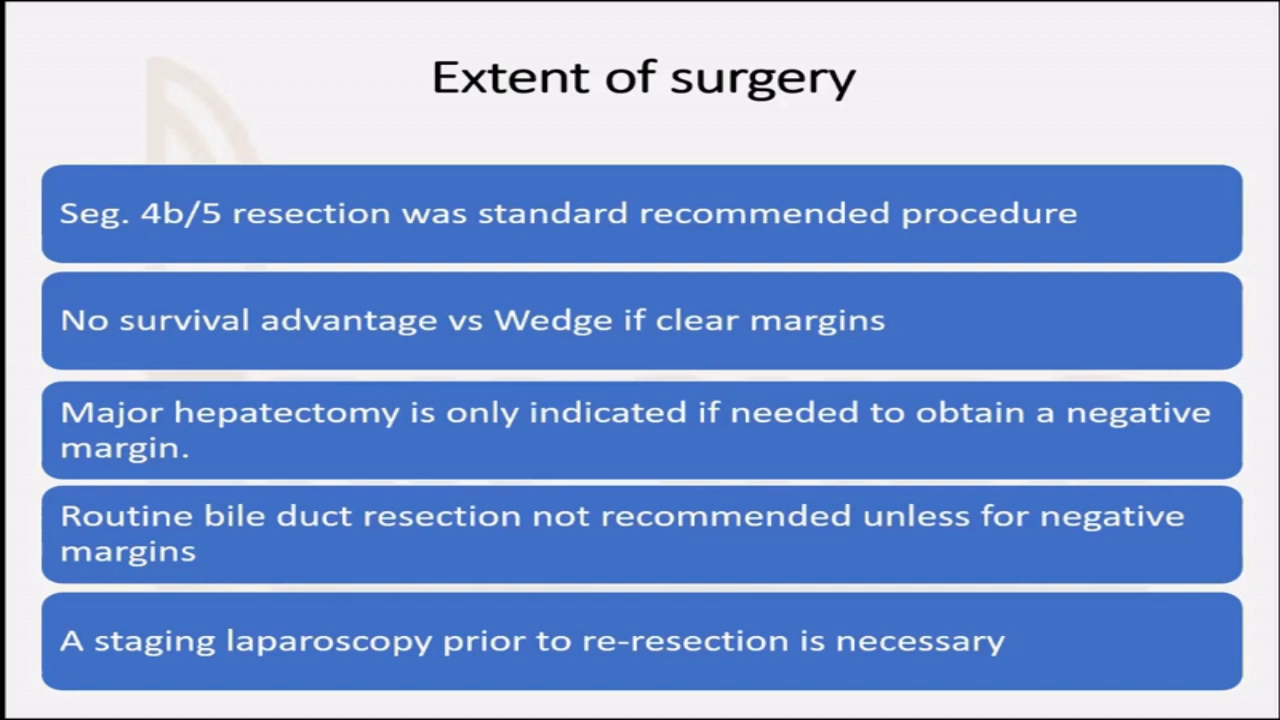 Extent of surgery
Seg. 4b/5 resection was standard recommended procedure
No survival advantage vs Wedge if clear margins
Major hepatectomy is only indicated if needed to obtain a negative
margin.
Routine bile duct resection not recommended unless for negative
margins
A staging laparoscopy prior to re-resection is necessary